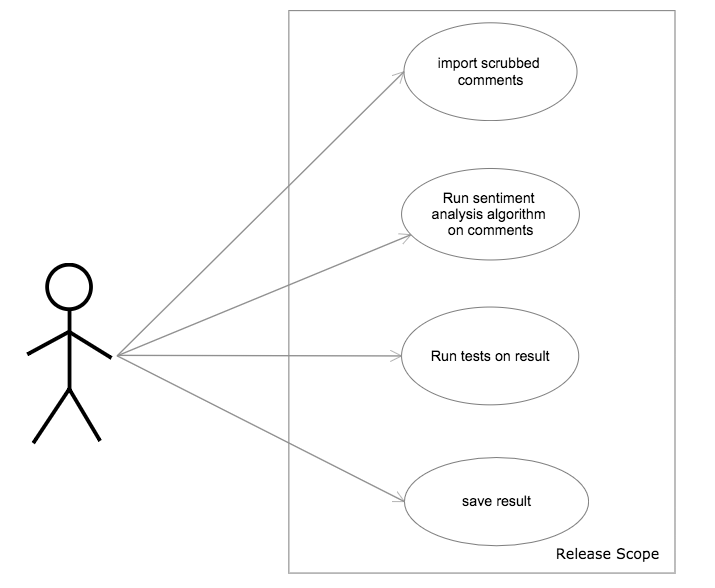 import scrubbed
comments
Run sentiment
analysis algorithm
on comments
Run tests on result
save result
Release Scope